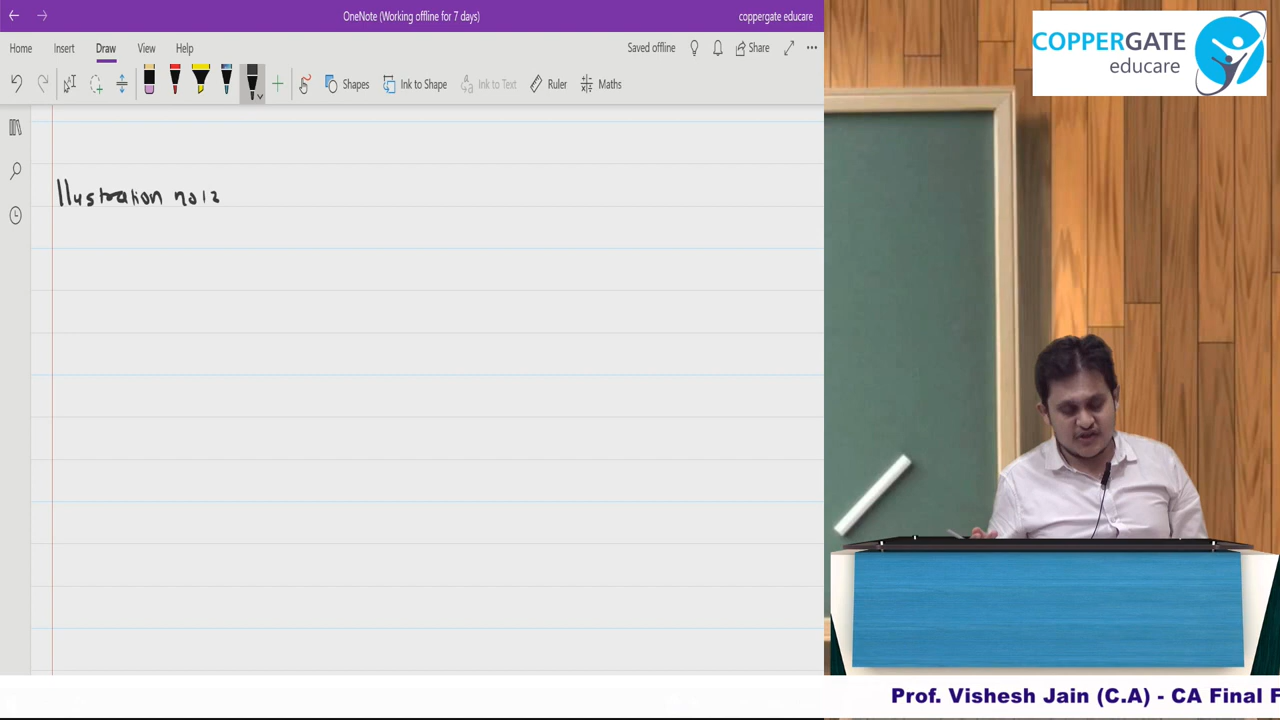 OneNote (Working offline for 7 days)
coppergate educare
Home Insert Draw View Help
Saved offline
Share
Shapes
Ink to Shape
Ink to Text
Ruler
Maths
COPPERGATE
educare
Illustration no 12
Prof. Vishesh Jain (C.A) - CA Final F